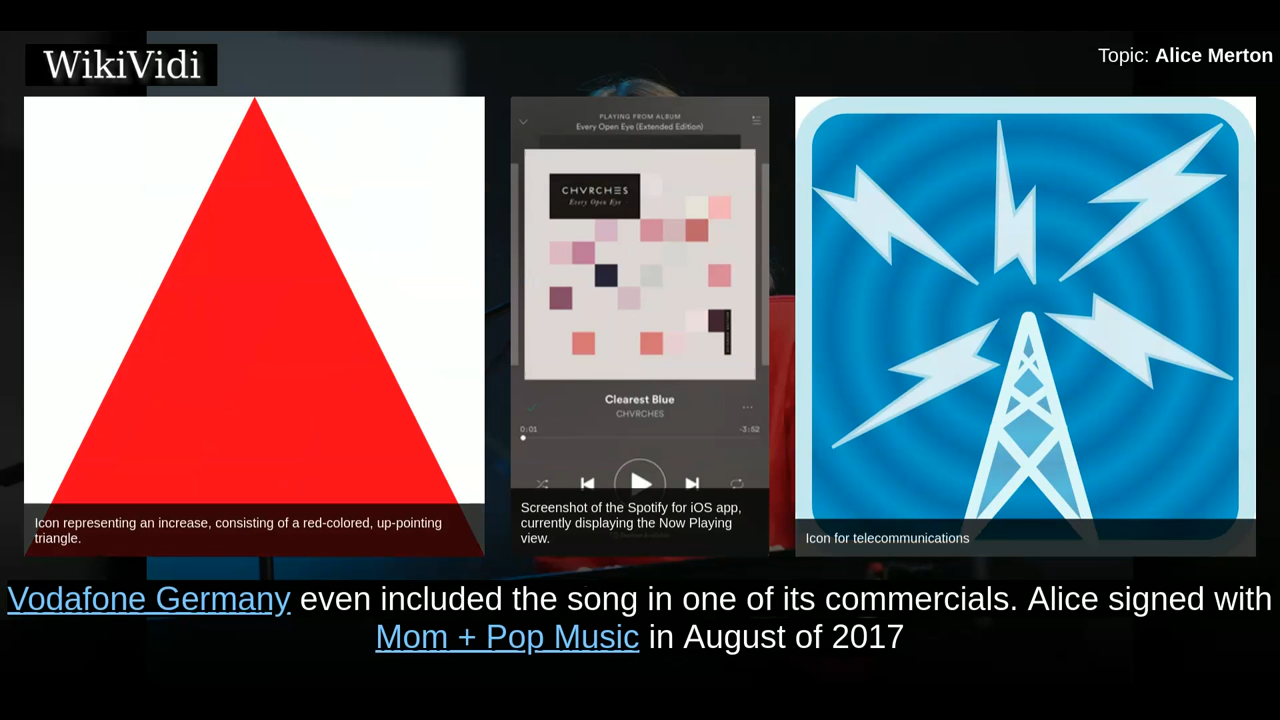 WikiVidi
Topic: Alice Merton
PLAYING FROM ALBUM
Every Open Eye (Extended Edition)
CHVRCHES
Every Open Eye
Clearest Blue
CHVRCHES
0:01
-3:52
Icon representing an increase, consisting of a red-colored, up-pointing
triangle.
Screenshot of the Spotify for iOS app,
currently displaying the Now Playing
view.
Icon for telecommunications
Vodafone Germany even included the song in one of its commercials. Alice signed with
Mom + Pop Music in August of 2017